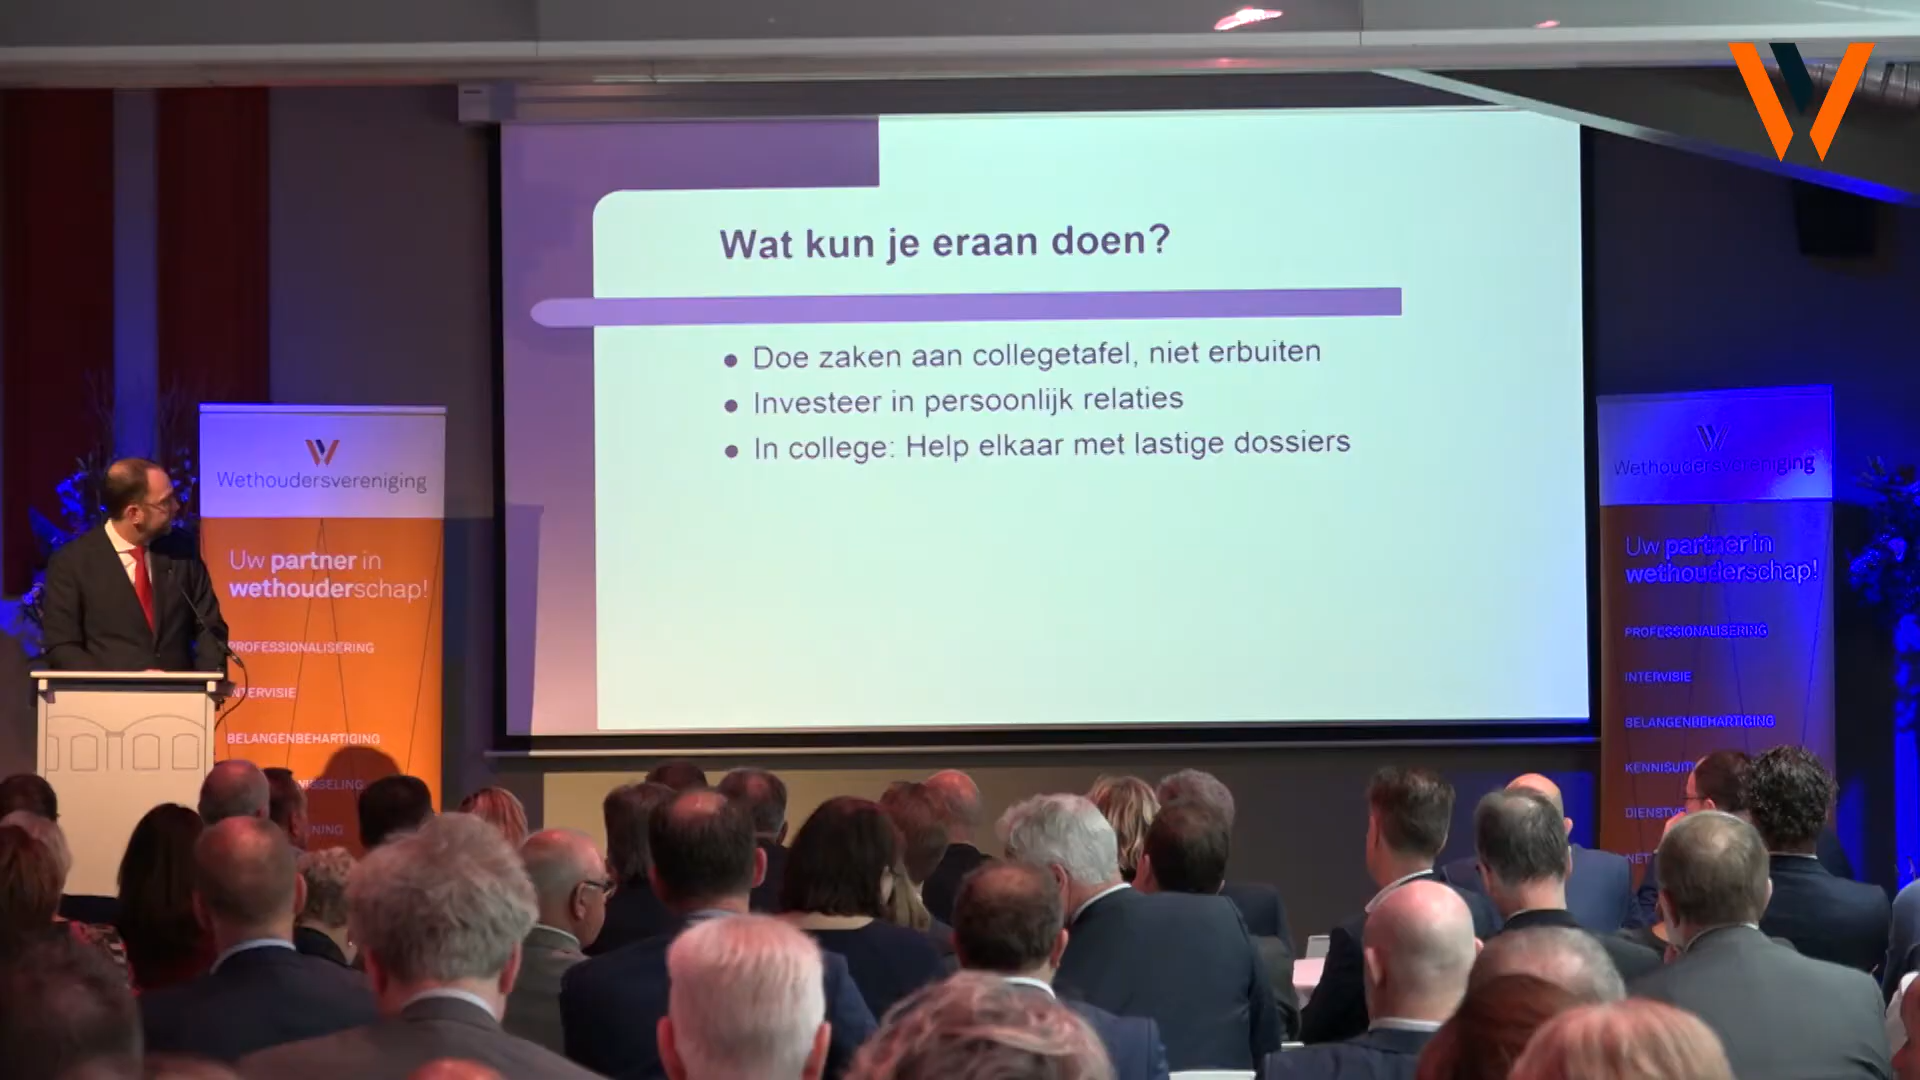 Wat kun je eraan doen?
Doe zaken aan collegetafel, niet erbuiten
Investeer in persoonlijk relaties
In college: Help elkaar met lastige dossiers
Wethoudersvereniging
Uw partner in
wethouderschap!
PROFESSIONALISERING
INTERVISIE
BELANGENBEHARTIGING
Wethoudersvereniging
Uw partner in
wethouderschap!
PROFESSIONALISERING
INTERVISIE
BELANGENBEHARTIGING